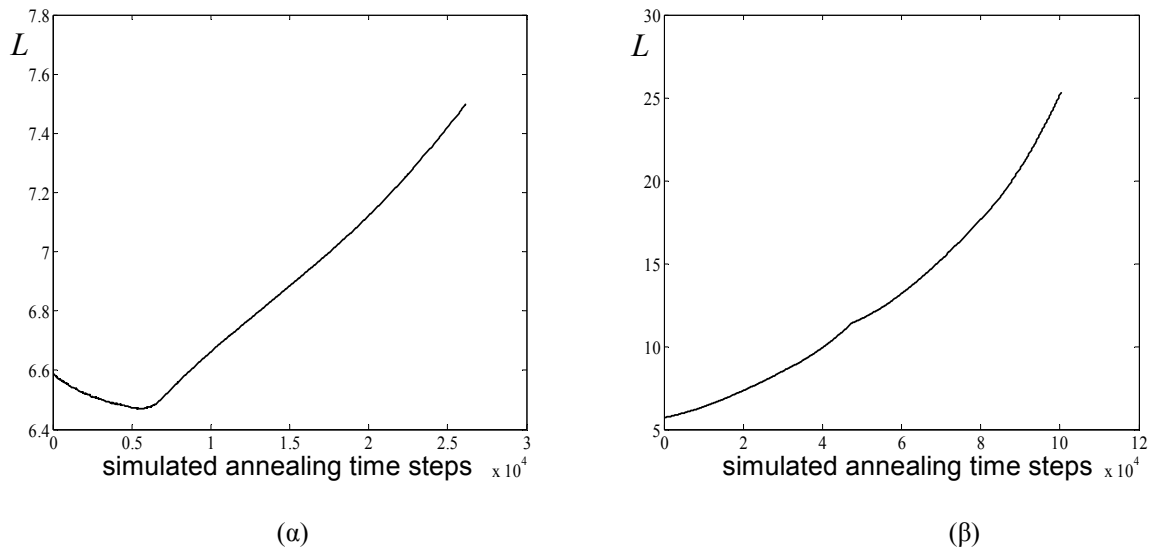 7.8
L
7.6
7.4
7.2
7
6.8
6.6
6.4
0 0.5 1 1.5 2 2.5 3
simulated annealing time steps x 10^4
(α)
30
L
25
20
15
10
5
0 2 4 6 8 10 12
simulated annealing time steps x 10^4
(β)